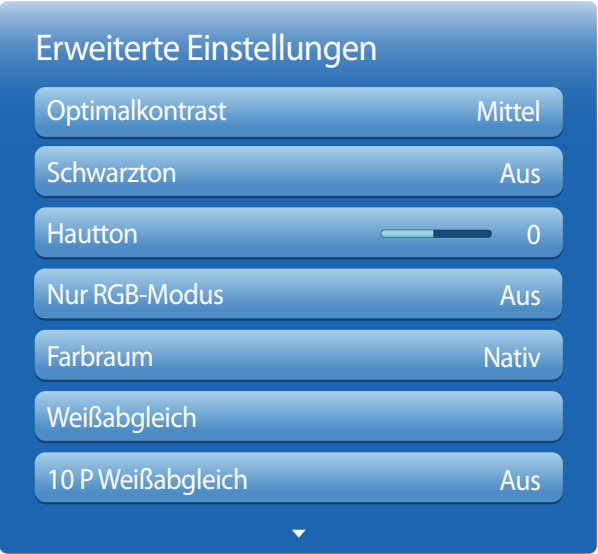 Erweiterte Einstellungen
Optimalkontrast Mittel
Schwarzton Aus
Hautton 0
Nur RGB-Modus Aus
Farbraum Nativ
Weißabgleich
10 P Weißabgleich Aus